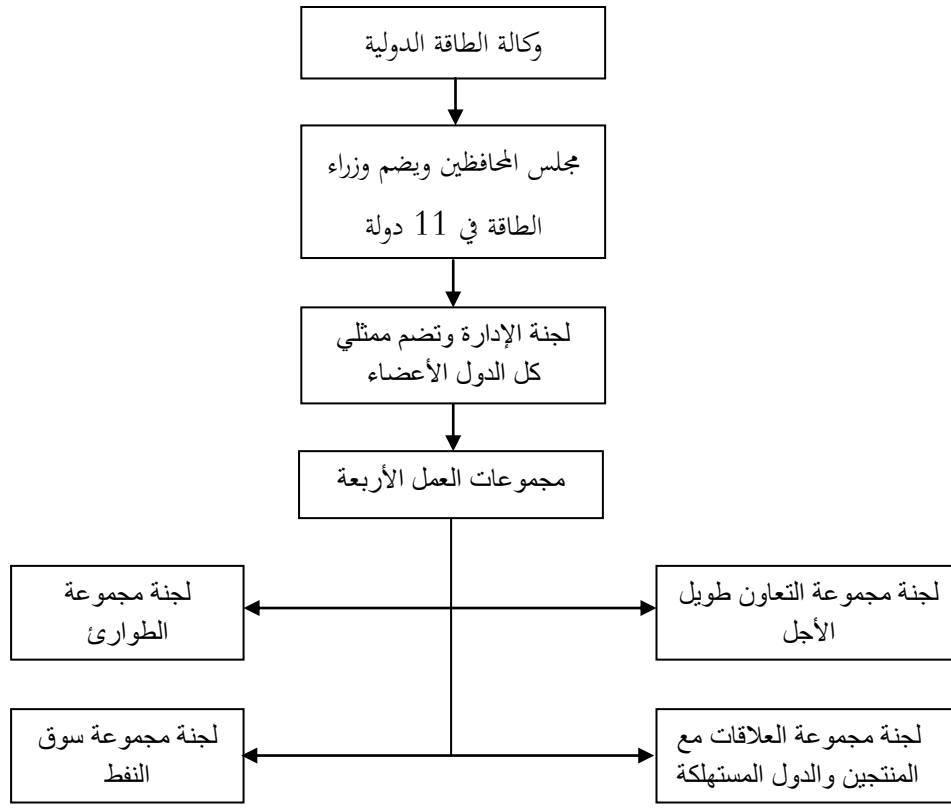 وكالة الطاقة الدولية
مجلس المحافظين ويضم وزراء
الطاقة في 11 دولة
لجنة الإدارة وتضم ممثلي
كل الدول الأعضاء
مجموعات العمل الأربعة
لجنة مجموعة التعاون طويل
الأجل
لجنة مجموعة
الطوارئ
لجنة مجموعة العلاقات مع
المنتجين والدول المستهلكة
لجنة مجموعة سوق
النفط